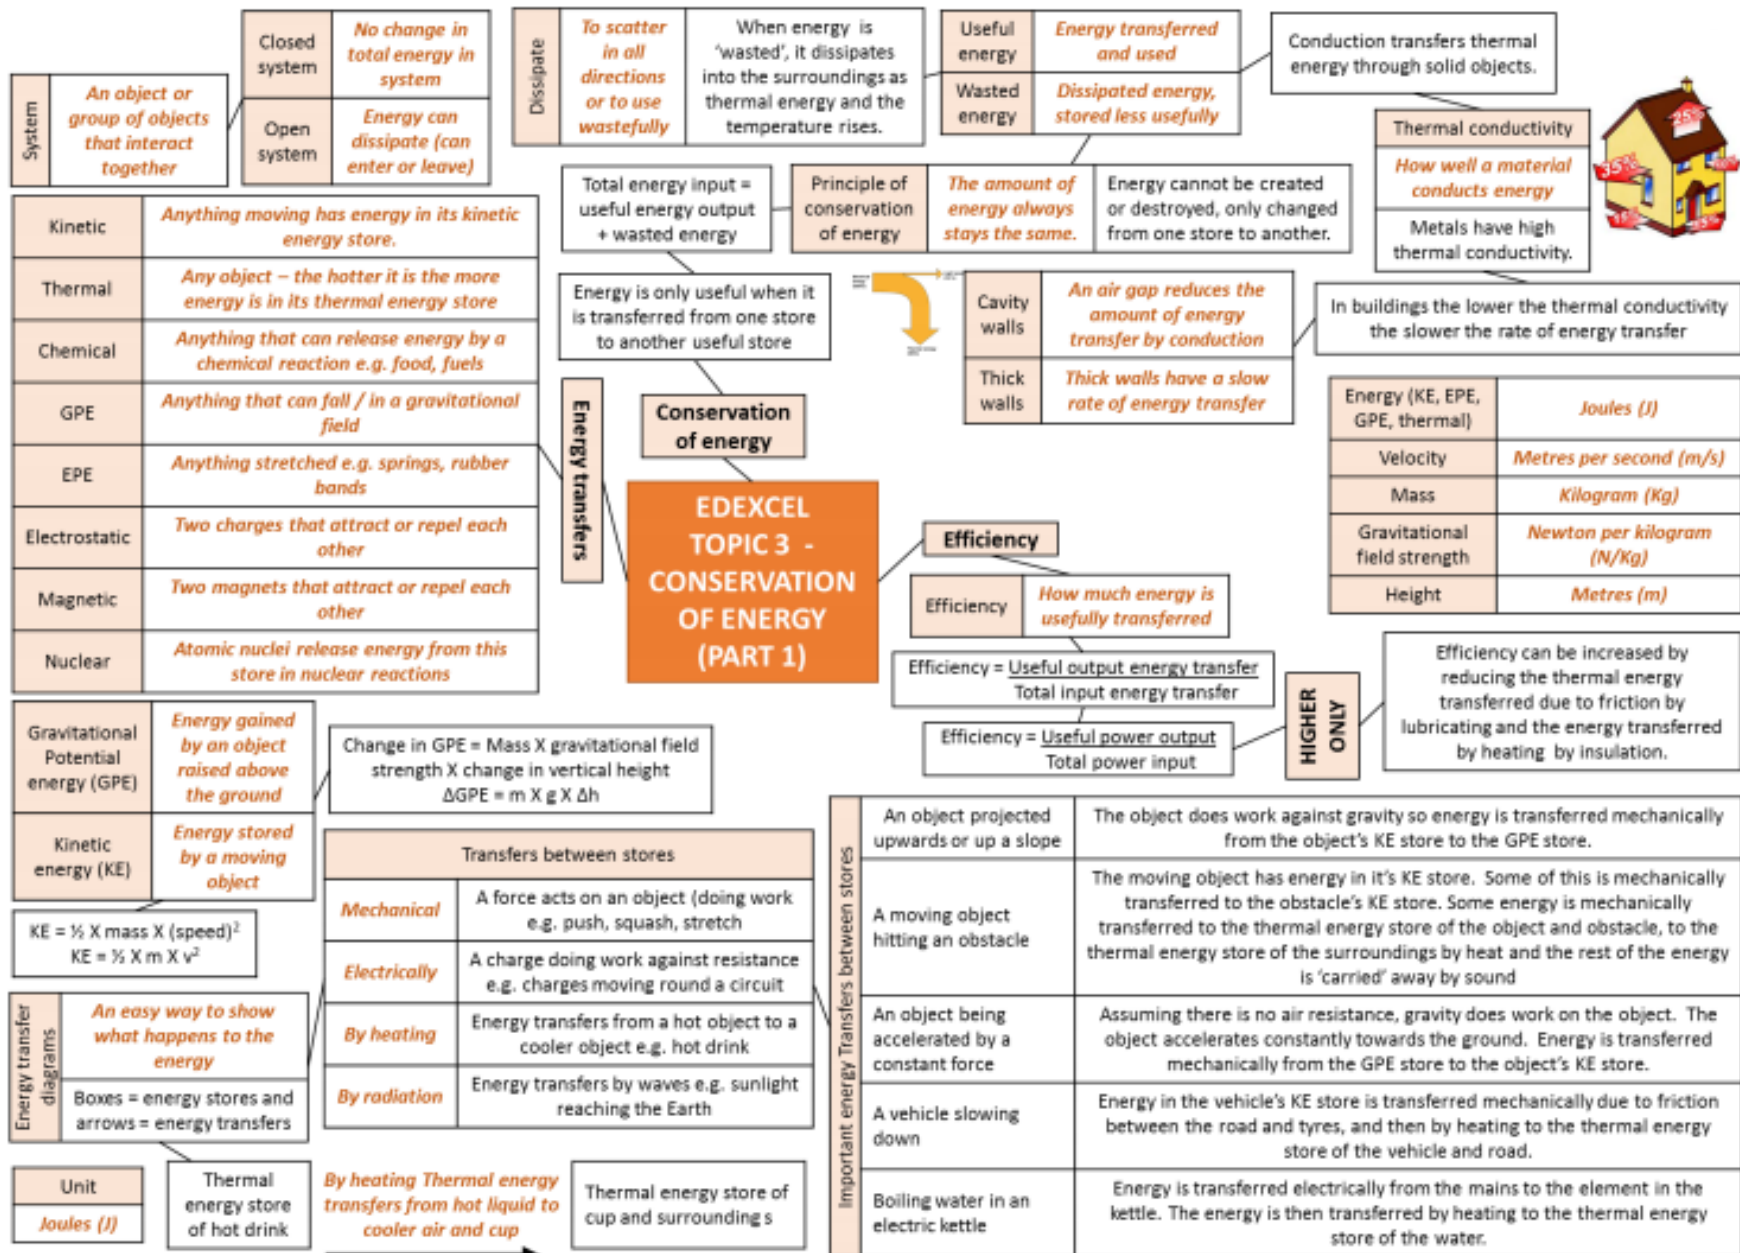 System
An object or
group of objects
that interact
together
Closed
system
No change in
total energy in
system
Open
system
Energy can
dissipate (can
enter or leave)
Dissipate
To scatter
in all
directions
or to use
wastefully
When energy is
‘wasted’, it dissipates
into the surroundings as
thermal energy and the
temperature rises.
Useful
energy
Energy transferred
and used
Wasted
energy
Dissipated energy,
stored less usefully
Conduction transfers thermal
energy through solid objects.
Thermal conductivity
How well a material
conducts energy
Metals have high
thermal conductivity.
25%
35%
Total energy input =
useful energy output
+ wasted energy
Principle of
conservation
of energy
The amount of
energy always
stays the same.
Energy cannot be created
or destroyed, only changed
from one store to another.
Energy is only useful when it
is transferred from one store
to another useful store
Conservation
of energy
Cavity
walls
An air gap reduces the
amount of energy
transfer by conduction
Thick
walls
Thick walls have a slow
rate of energy transfer
In buildings the lower the thermal conductivity
the slower the rate of energy transfer
Kinetic
Anything moving has energy in its kinetic
energy store.
Thermal
Any object – the hotter it is the more
energy is in its thermal energy store
Chemical
Anything that can release energy by a
chemical reaction e.g. food, fuels
GPE
Anything that can fall / in a gravitational
field
EPE
Anything stretched e.g. springs, rubber
bands
Electrostatic
Two charges that attract or repel each
other
Magnetic
Two magnets that attract or repel each
other
Nuclear
Atomic nuclei release energy from this
store in nuclear reactions
Energy transfers
EDEXCEL
TOPIC 3 -
CONSERVATION
OF ENERGY
(PART 1)
Efficiency
Efficiency
How much energy is
usefully transferred
Efficiency = Useful output energy transfer
Total input energy transfer
Efficiency = Useful power output
Total power input
HIGHER
ONLY
Efficiency can be increased by
reducing the thermal energy
transferred due to friction by
lubricating and the energy transferred
by heating by insulation.
Energy (KE, EPE,
GPE, thermal)
Joules (J)
Velocity
Metres per second (m/s)
Mass
Kilogram (Kg)
Gravitational
field strength
Newton per kilogram
(N/Kg)
Height
Metres (m)
Gravitational
Potential
energy (GPE)
Energy gained
by an object
raised above
the ground
Kinetic
energy (KE)
Energy stored
by a moving
object
Change in GPE = Mass X gravitational field
strength X change in vertical height
ΔGPE = m X g X Δh
KE = ½ X mass X (speed)²
KE = ½ X m X v²
Transfers between stores
Mechanical
A force acts on an object (doing work
e.g. push, squash, stretch
Electrically
A charge doing work against resistance
e.g. charges moving round a circuit
By heating
Energy transfers from a hot object to a
cooler object e.g. hot drink
By radiation
Energy transfers by waves e.g. sunlight
reaching the Earth
Energy transfer
diagrams
An easy way to show
what happens to the
energy
Boxes = energy stores and
arrows = energy transfers
Unit
Joules (J)
Thermal
energy store
of hot drink
By heating Thermal energy
transfers from hot liquid to
cooler air and cup
Thermal energy store of
cup and surrounding s
Important energy Transfers between stores
An object projected
upwards or up a slope
The object does work against gravity so energy is transferred mechanically
from the object’s KE store to the GPE store.
A moving object
hitting an obstacle
The moving object has energy in it’s KE store. Some of this is mechanically
transferred to the obstacle’s KE store. Some energy is mechanically
transferred to the thermal energy store of the object and obstacle, to the
thermal energy store of the surroundings by heat and the rest of the energy
is ‘carried’ away by sound
An object being
accelerated by a
constant force
Assuming there is no air resistance, gravity does work on the object. The
object accelerates constantly towards the ground. Energy is transferred
mechanically from the GPE store to the object’s KE store.
A vehicle slowing
down
Energy in the vehicle’s KE store is transferred mechanically due to friction
between the road and tyres, and then by heating to the thermal energy
store of the vehicle and road.
Boiling water in an
electric kettle
Energy is transferred electrically from the mains to the element in the
kettle. The energy is then transferred by heating to the thermal energy
store of the water.